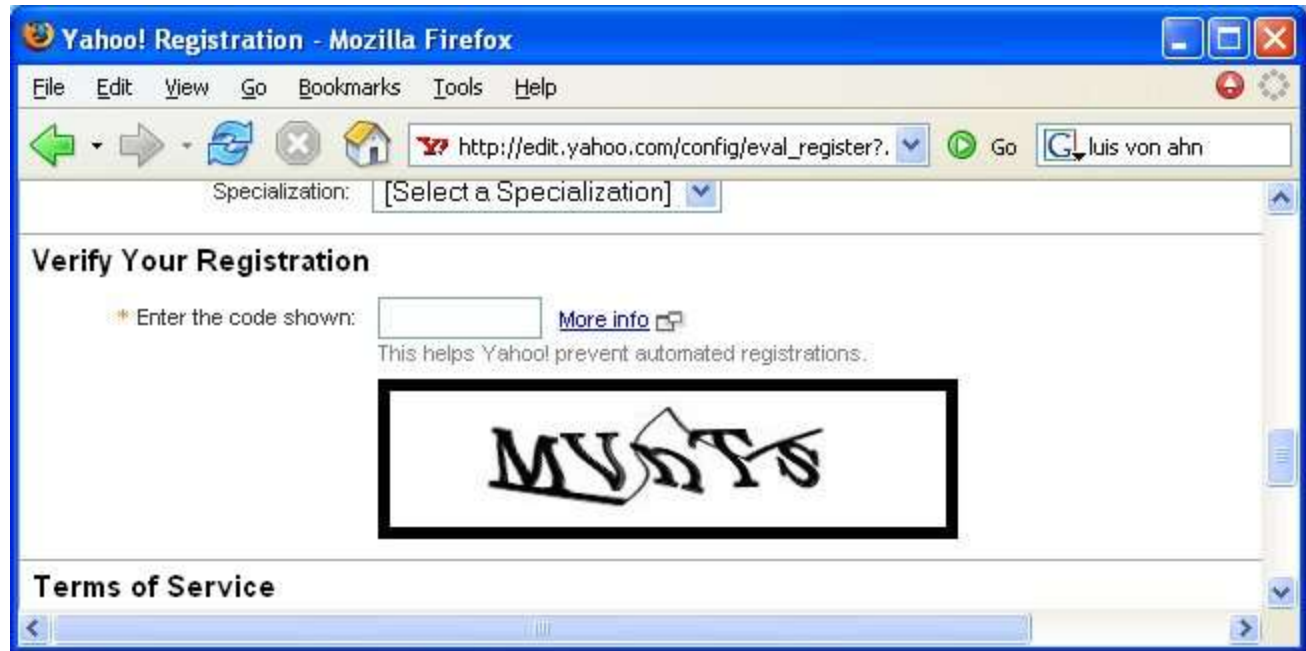 Yahoo! Registration - Mozilla Firefox
File Edit View Go Bookmarks Tools Help
http://edit.yahoo.com/config/eval_register?. Go luis von ahn
Specialization: [Select a Specialization]
Verify Your Registration
* Enter the code shown: More info
This helps Yahoo! prevent automated registrations.
MVnTs
Terms of Service